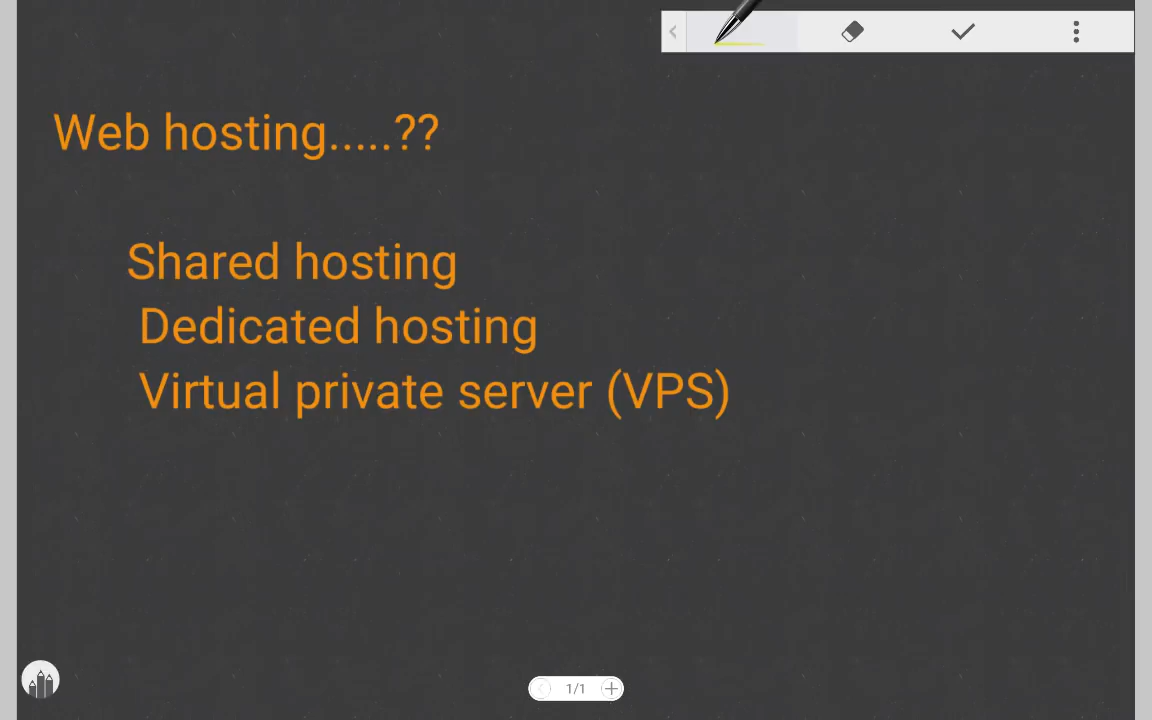 Web hosting.....??
Shared hosting
Dedicated hosting
Virtual private server (VPS)
1/1